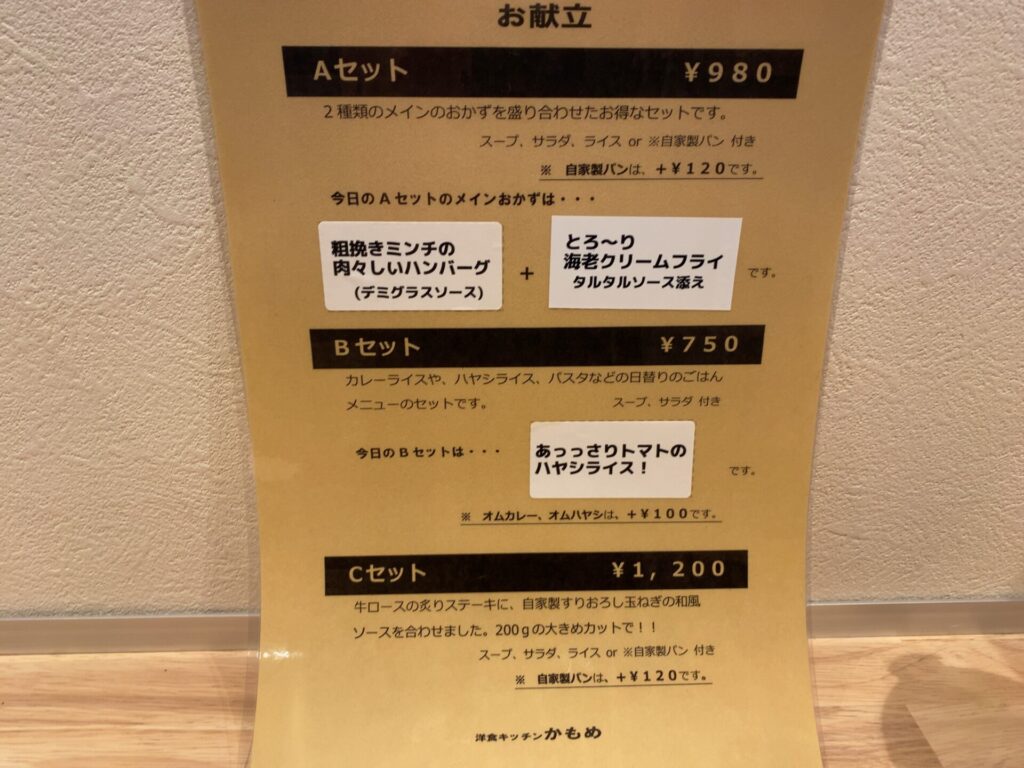 お献立
Aセット ￥980
2種類のメインのおかずを盛り合わせたお得なセットです。
スープ、サラダ、ライス or ※自家製パン 付き
※ 自家製パンは、＋￥120です。
今日のAセットのメインおかずは・・・
粗挽きミンチの
肉々しいハンバーグ
(デミグラスソース)
+
とろ～り
海老クリームフライ
タルタルソース添え
です。
Bセット ￥750
カレーライスや、ハヤシライス、パスタなどの日替りのごはん
メニューのセットです。 スープ、サラダ 付き
今日のBセットは・・・
あっっさりトマトの
ハヤシライス！
です。
※ オムカレー、オムハヤシは、＋￥100です。
Cセット ￥1,200
牛ロースの炙りステーキに、自家製すりおろし玉ねぎの和風
ソースを合わせました。200gの大きめカットで！！
スープ、サラダ、ライス or ※自家製パン 付き
※ 自家製パンは、＋￥120です。
洋食キッチン かもめ